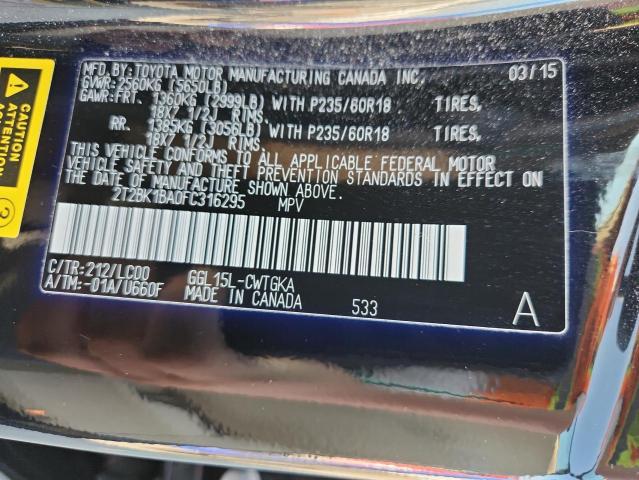 MFD.BY:TOYOTA MOTOR MANUFACTURING CANADA INC. 03/15
GVWR:2560KG (5650LB)
GAWR:FRT. 1360KG (2999LB) WITH P235/60R18 TIRES,
18X7 1/2J RIMS.
RR. 1385KG (3056LB) WITH P235/60R18 TIRES,
18X7 1/2J RIMS.
THIS VEHICLE CONFORMS TO ALL APPLICABLE FEDERAL MOTOR
VEHICLE SAFETY AND THEFT PREVENTION STANDARDS IN EFFECT ON
THE DATE OF MANUFACTURE SHOWN ABOVE.
2T2BK1BA0FC316295 MPV
C/TR:212/LC00 GGL15L-CWTGKA
A/TM:-01A/U660F MADE IN CANADA 533 A
CAUTION
ATTENTION